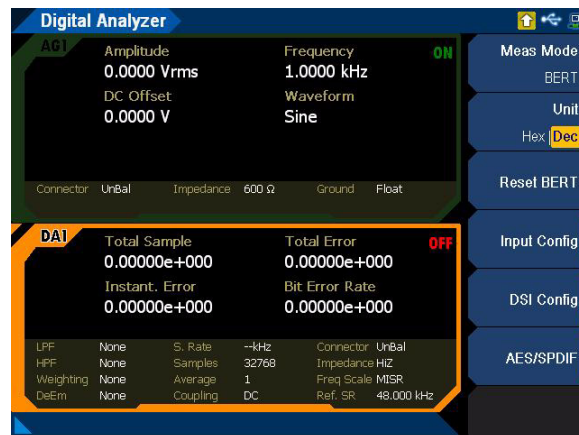 Digital Analyzer
AG1
ON
Amplitude Frequency
0.0000 Vrms 1.0000 kHz
DC Offset Waveform
0.0000 V Sine
Connector UnBal Impedance 600 Ω Ground Float
DA1
OFF
Total Sample Total Error
0.00000e+000 0.00000e+000
Instant. Error Bit Error Rate
0.00000e+000 0.00000e+000
LPF None S. Rate --kHz Connector UnBal
HPF None Samples 32768 Impedance HiZ
Weighting None Average 1 Freq Scale MISR
DeEm None Coupling DC Ref. SR 48.000 kHz
Meas Mode
BERT
Unit
Hex Dec
Reset BERT
Input Config
DSI Config
AES/SPDIF